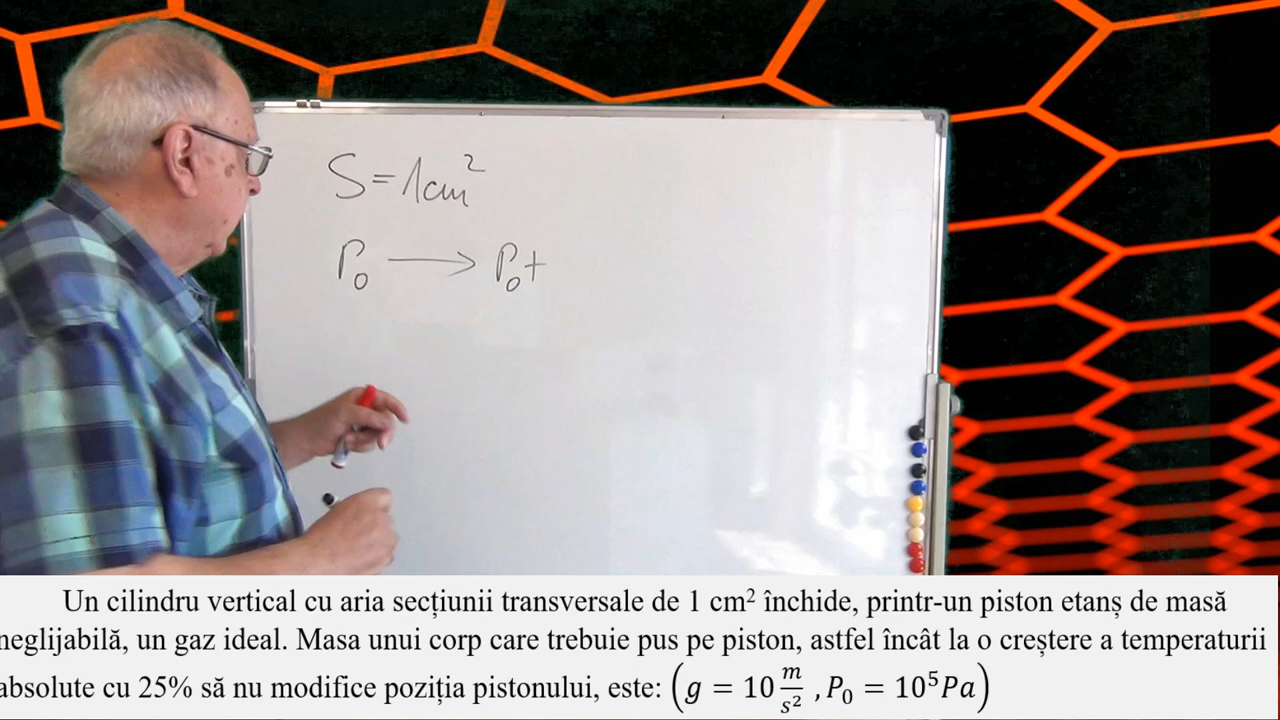 S=1cm²
P₀ → P₀+
Un cilindru vertical cu aria secțiunii transversale de 1 cm² închide, printr-un piston etanș de masă
neglijabilă, un gaz ideal. Masa unui corp care trebuie pus pe piston, astfel încât la o creștere a temperaturii
absolute cu 25% să nu modifice poziția pistonului, este: (g = 10 m/s² , P₀ = 10⁵Pa)